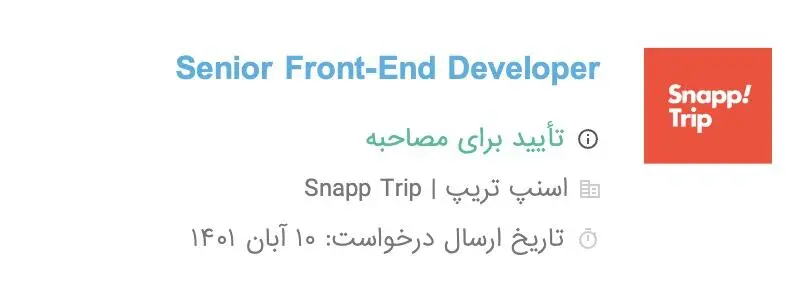 Senior Front-End Developer
Snapp!
Trip
تأیید برای مصاحبه
اسنپ تریپ | Snapp Trip
تاریخ ارسال درخواست: ۱۰ آبان ۱۴۰۱